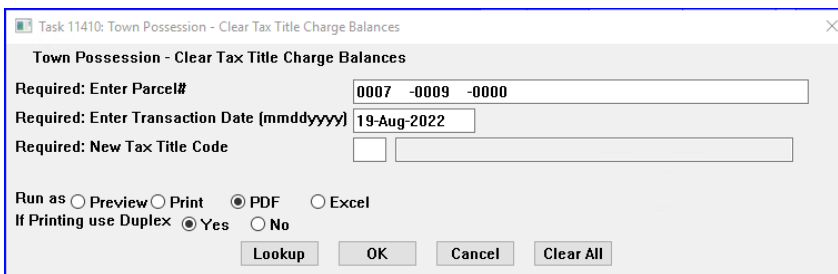 Task 11410: Town Possession - Clear Tax Title Charge Balances
Town Possession - Clear Tax Title Charge Balances
Required: Enter Parcel# 0007 -0009 -0000
Required: Enter Transaction Date (mmddyyyy) 19-Aug-2022
Required: New Tax Title Code
Run as Preview Print PDF Excel
If Printing use Duplex Yes No
Lookup OK Cancel Clear All